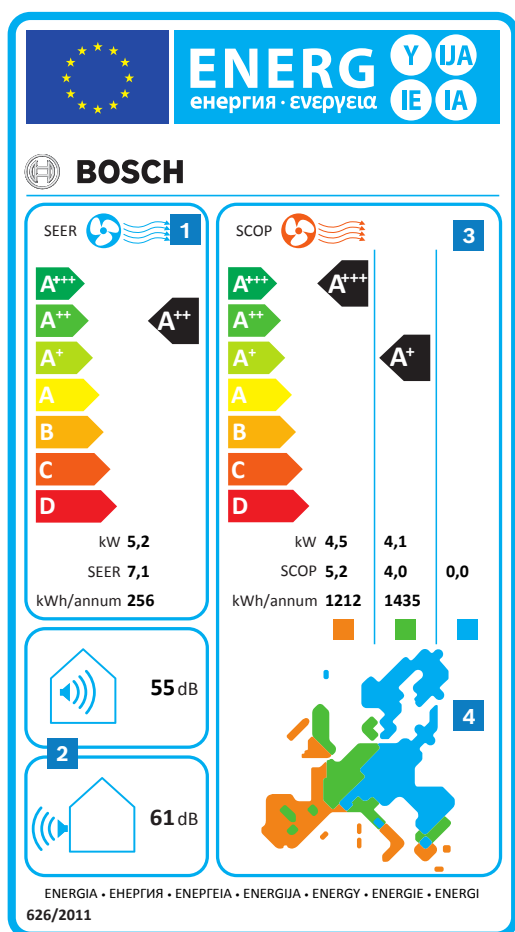 ENERG
енергия · ενεργεια
Y IJA
IE IA
BOSCH
SEER 1
A+++
A++ A++
A+
A
B
C
D
kW 5,2
SEER 7,1
kWh/annum 256
SCOP 3
A+++ A+++
A++
A+ A+
A
B
C
D
kW 4,5 4,1
SCOP 5,2 4,0 0,0
kWh/annum 1212 1435
55 dB
2
61 dB
4
ENERGIA • ЕНЕРГИЯ • ΕΝΕΡΓΕΙΑ • ENERGIJA • ENERGY • ENERGIE • ENERGI
626/2011